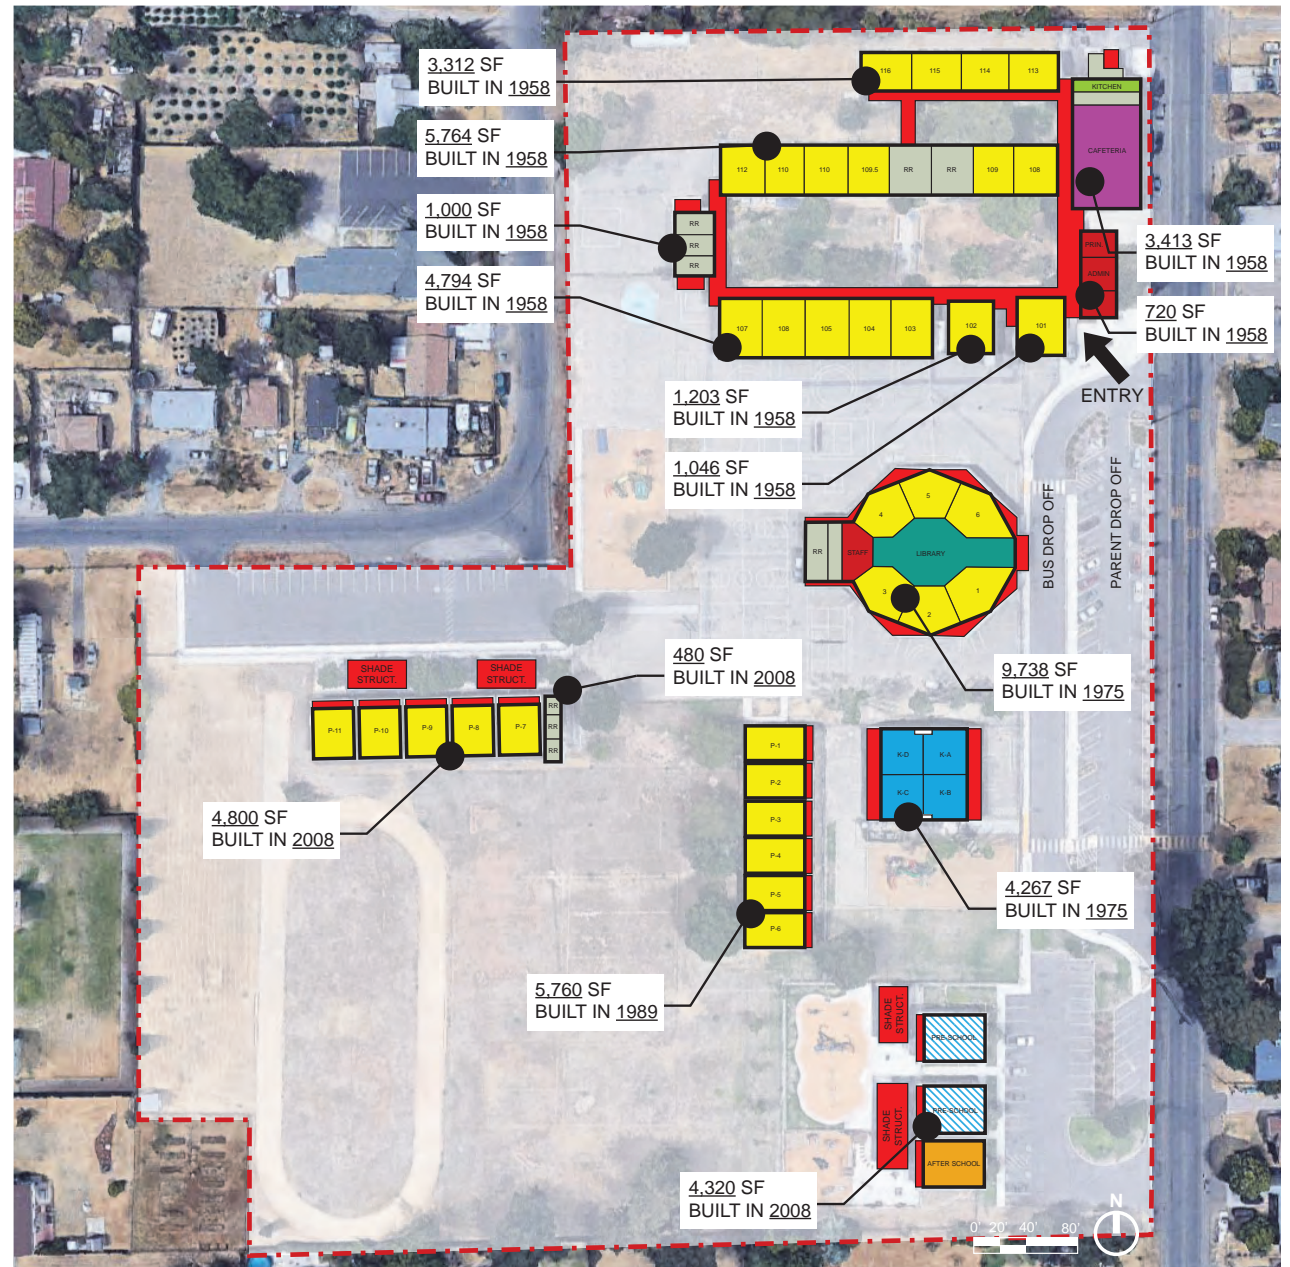 3,312 SF
BUILT IN 1958
116
115
114
113
KITCHEN
CAFETERIA
5,764 SF
BUILT IN 1958
112
110
110
109.5
RR
RR
109
108
1,000 SF
BUILT IN 1958
RR
RR
RR
PRIN.
ADMIN
3,413 SF
BUILT IN 1958
4,794 SF
BUILT IN 1958
720 SF
BUILT IN 1958
107
108
105
104
103
102
101
ENTRY
1,203 SF
BUILT IN 1958
1,046 SF
BUILT IN 1958
BUS DROP OFF
PARENT DROP OFF
5
4
6
RR
STAFF
LIBRARY
3
2
1
9,738 SF
BUILT IN 1975
480 SF
BUILT IN 2008
SHADE
STRUCT.
SHADE
STRUCT.
P-11
P-10
P-9
P-8
P-7
RR
RR
RR
4,800 SF
BUILT IN 2008
P-1
P-2
P-3
P-4
P-5
P-6
K-D
K-A
K-C
K-B
4,267 SF
BUILT IN 1975
5,760 SF
BUILT IN 1989
SHADE
STRUCT.
PRE-SCHOOL
SHADE
STRUCT.
PRE-SCHOOL
AFTER SCHOOL
4,320 SF
BUILT IN 2008
N
0' 20' 40' 80'